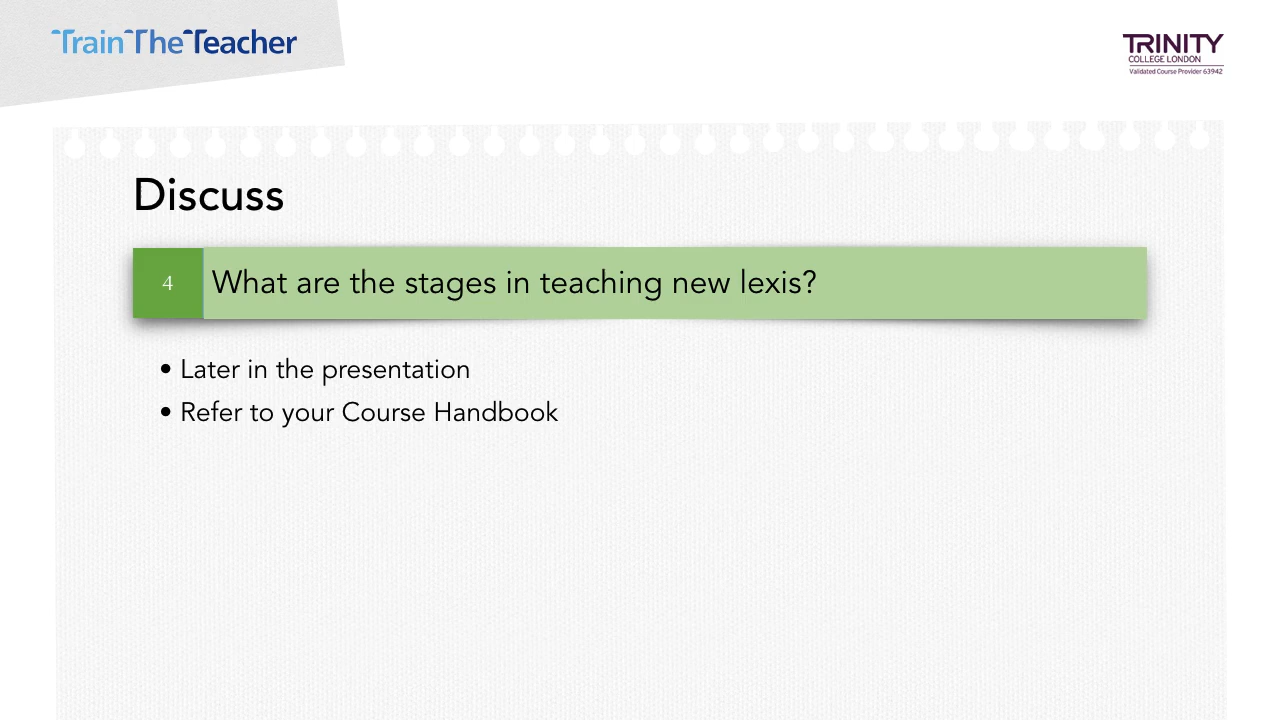 TrainTheTeacher
TRINITY
COLLEGE LONDON
Validated Course Provider 63942
Discuss
4 What are the stages in teaching new lexis?
• Later in the presentation
• Refer to your Course Handbook